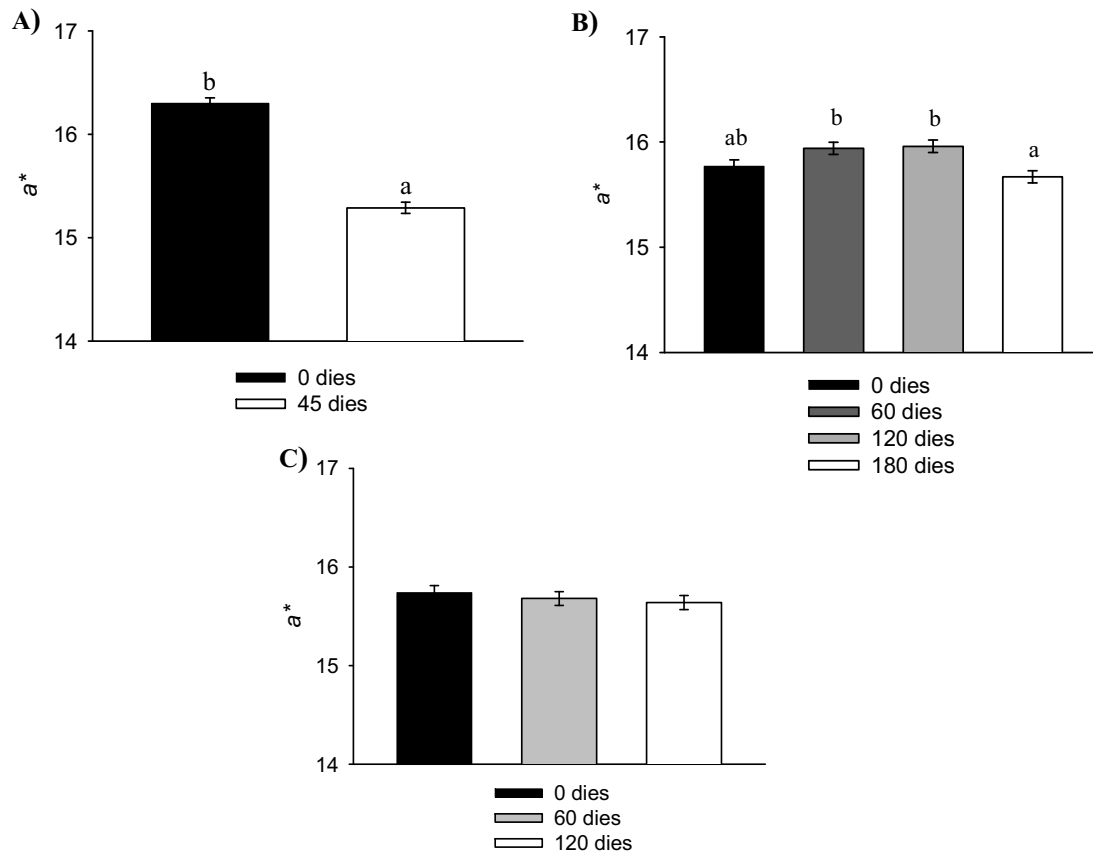 A)
17
16
15
14
a*
b
a
0 dies
45 dies
B)
17
16
15
14
a*
ab
b
b
a
0 dies
60 dies
120 dies
180 dies
C)
17
16
15
14
a*
0 dies
60 dies
120 dies